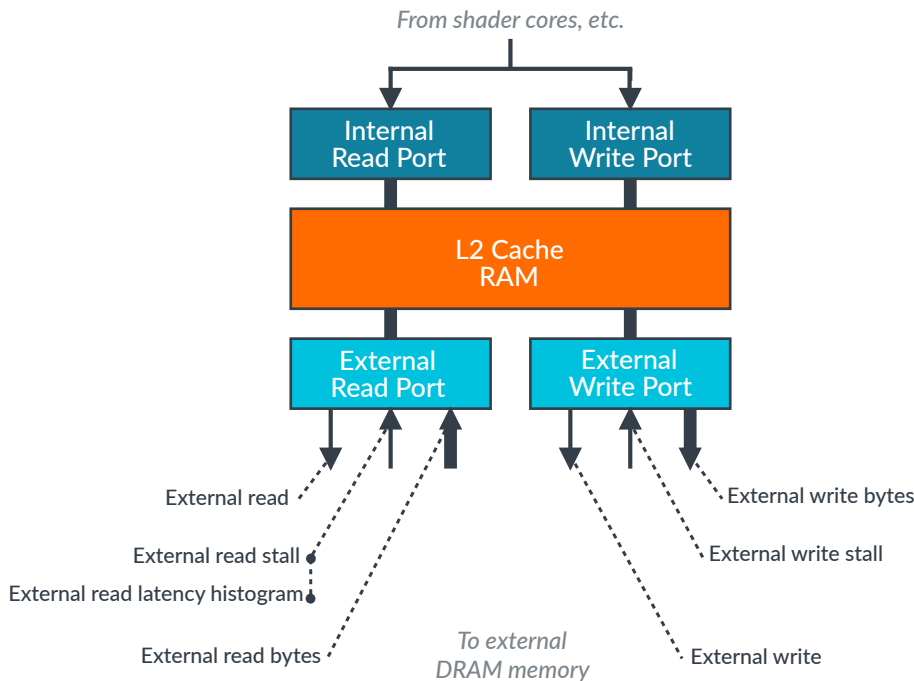 From shader cores, etc.
Internal
Read Port
Internal
Write Port
L2 Cache
RAM
External
Read Port
External
Write Port
External read
External write bytes
External read stall
External write stall
External read latency histogram
External read bytes
To external
DRAM memory
External write